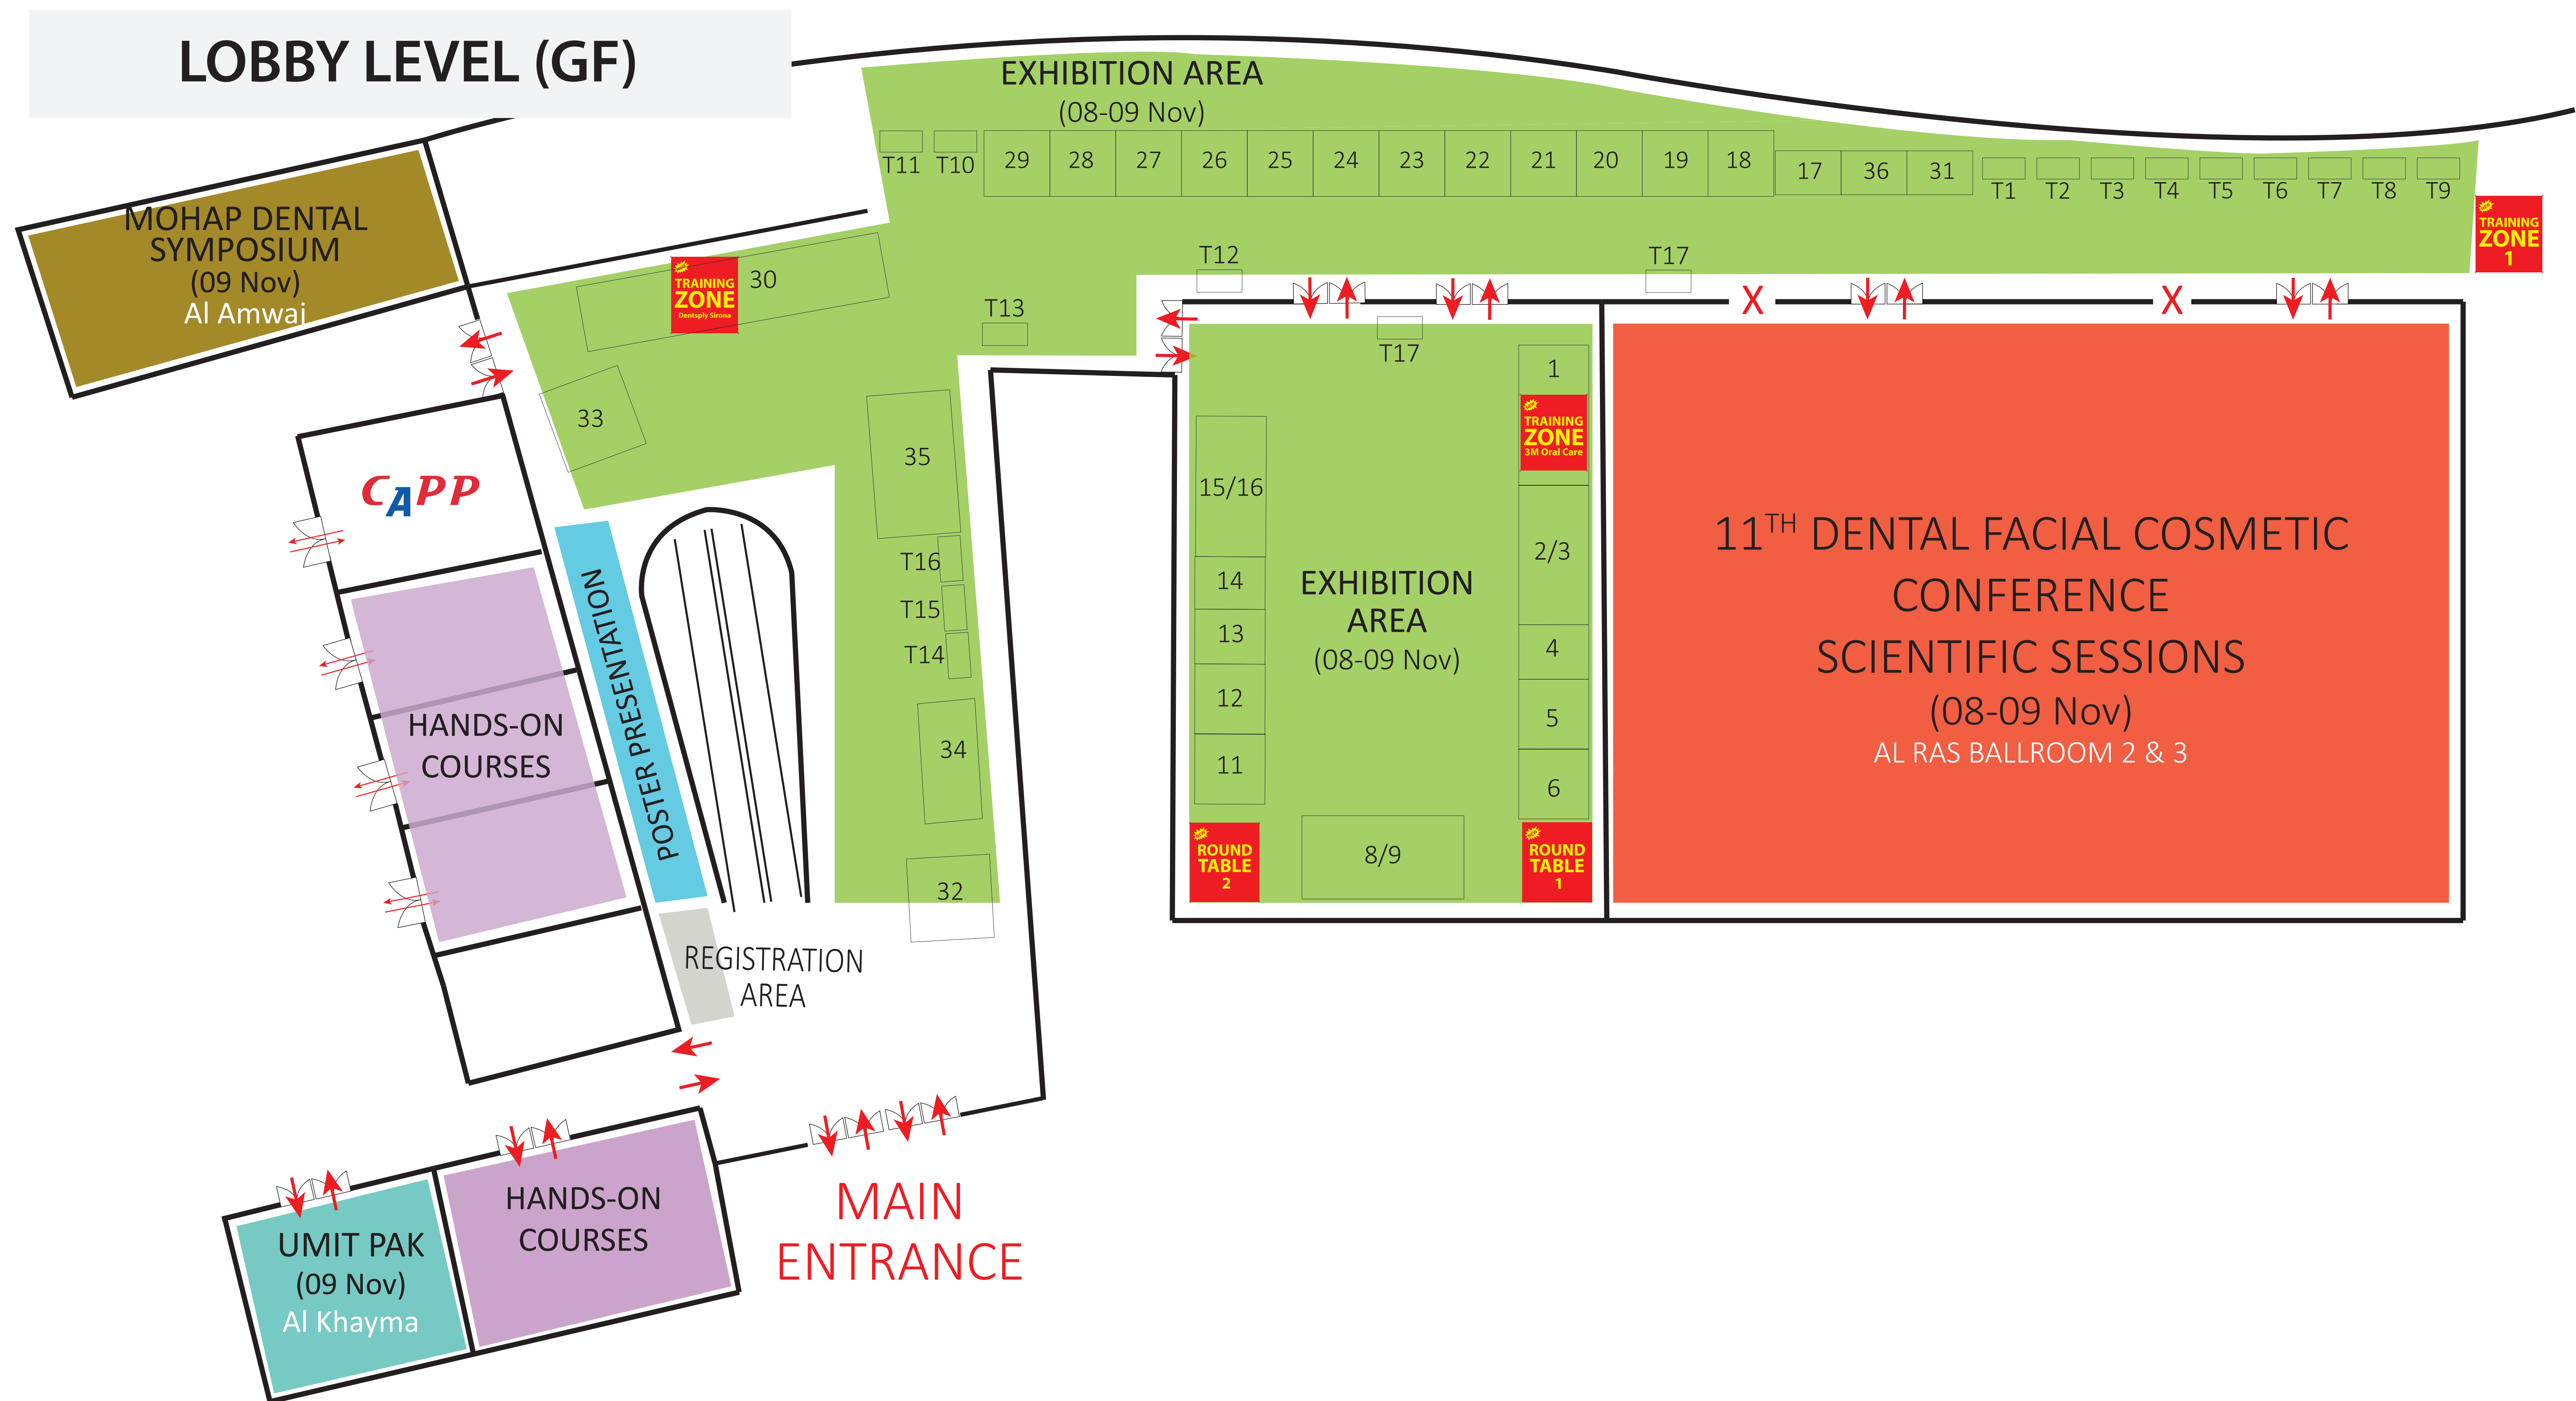 LOBBY LEVEL (GF)
EXHIBITION AREA
(08-09 Nov)
T11 T10 29 28 27 26 25 24 23 22 21 20 19 18 17 36 31 T1 T2 T3 T4 T5 T6 T7 T8 T9
TRAINING
ZONE
1
MOHAP DENTAL
SYMPOSIUM
(09 Nov)
Al Amwaj
TRAINING
ZONE
Dentsply Sirona
30
T13
T12
T17
X
X
33
35
T16
T15
T14
34
32
CAPP
HANDS-ON
COURSES
POSTER PRESENTATION
REGISTRATION
AREA
T17
1
TRAINING
ZONE
3M Oral Care
2/3
4
5
6
15/16
14
13
12
11
EXHIBITION
AREA
(08-09 Nov)
ROUND
TABLE
2
8/9
ROUND
TABLE
1
11TH DENTAL FACIAL COSMETIC
CONFERENCE
SCIENTIFIC SESSIONS
(08-09 Nov)
AL RAS BALLROOM 2 & 3
HANDS-ON
COURSES
UMIT PAK
(09 Nov)
Al Khayma
MAIN
ENTRANCE